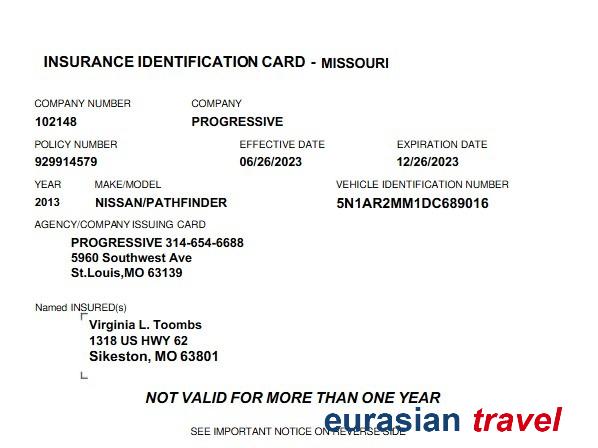 INSURANCE IDENTIFICATION CARD - MISSOURI
COMPANY NUMBER COMPANY
102148 PROGRESSIVE
POLICY NUMBER EFFECTIVE DATE EXPIRATION DATE
929914579 06/26/2023 12/26/2023
YEAR MAKE/MODEL VEHICLE IDENTIFICATION NUMBER
2013 NISSAN/PATHFINDER 5N1AR2MM1DC689016
AGENCY/COMPANY ISSUING CARD
PROGRESSIVE 314-654-6688
5960 Southwest Ave
St.Louis,MO 63139
Named INSURED(s)
Virginia L. Toombs
1318 US HWY 62
Sikeston, MO 63801
NOT VALID FOR MORE THAN ONE YEAR
eurasian travel
SEE IMPORTANT NOTICE ON REVERSE SIDE